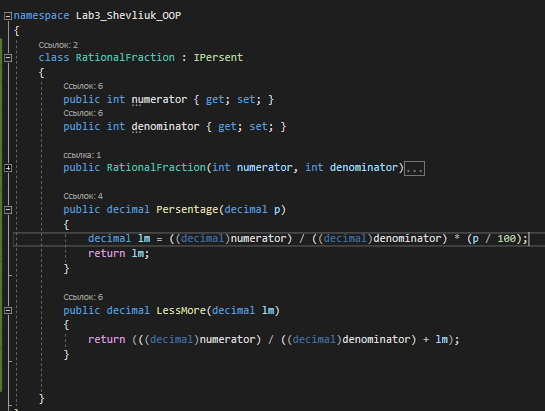 namespace Lab3_Shevliuk_OOP
{
Ссылок: 2
class RationalFraction : IPersent
{
Ссылок: 6
public int numerator { get; set; }
Ссылок: 6
public int denominator { get; set; }
ссылка: 1
public RationalFraction(int numerator, int denominator)...
Ссылок: 4
public decimal Persentage(decimal p)
{
decimal lm = ((decimal)numerator) / ((decimal)denominator) * (p / 100);
return lm;
}
Ссылок: 6
public decimal LessMore(decimal lm)
{
return (((decimal)numerator) / ((decimal)denominator) + lm);
}
}